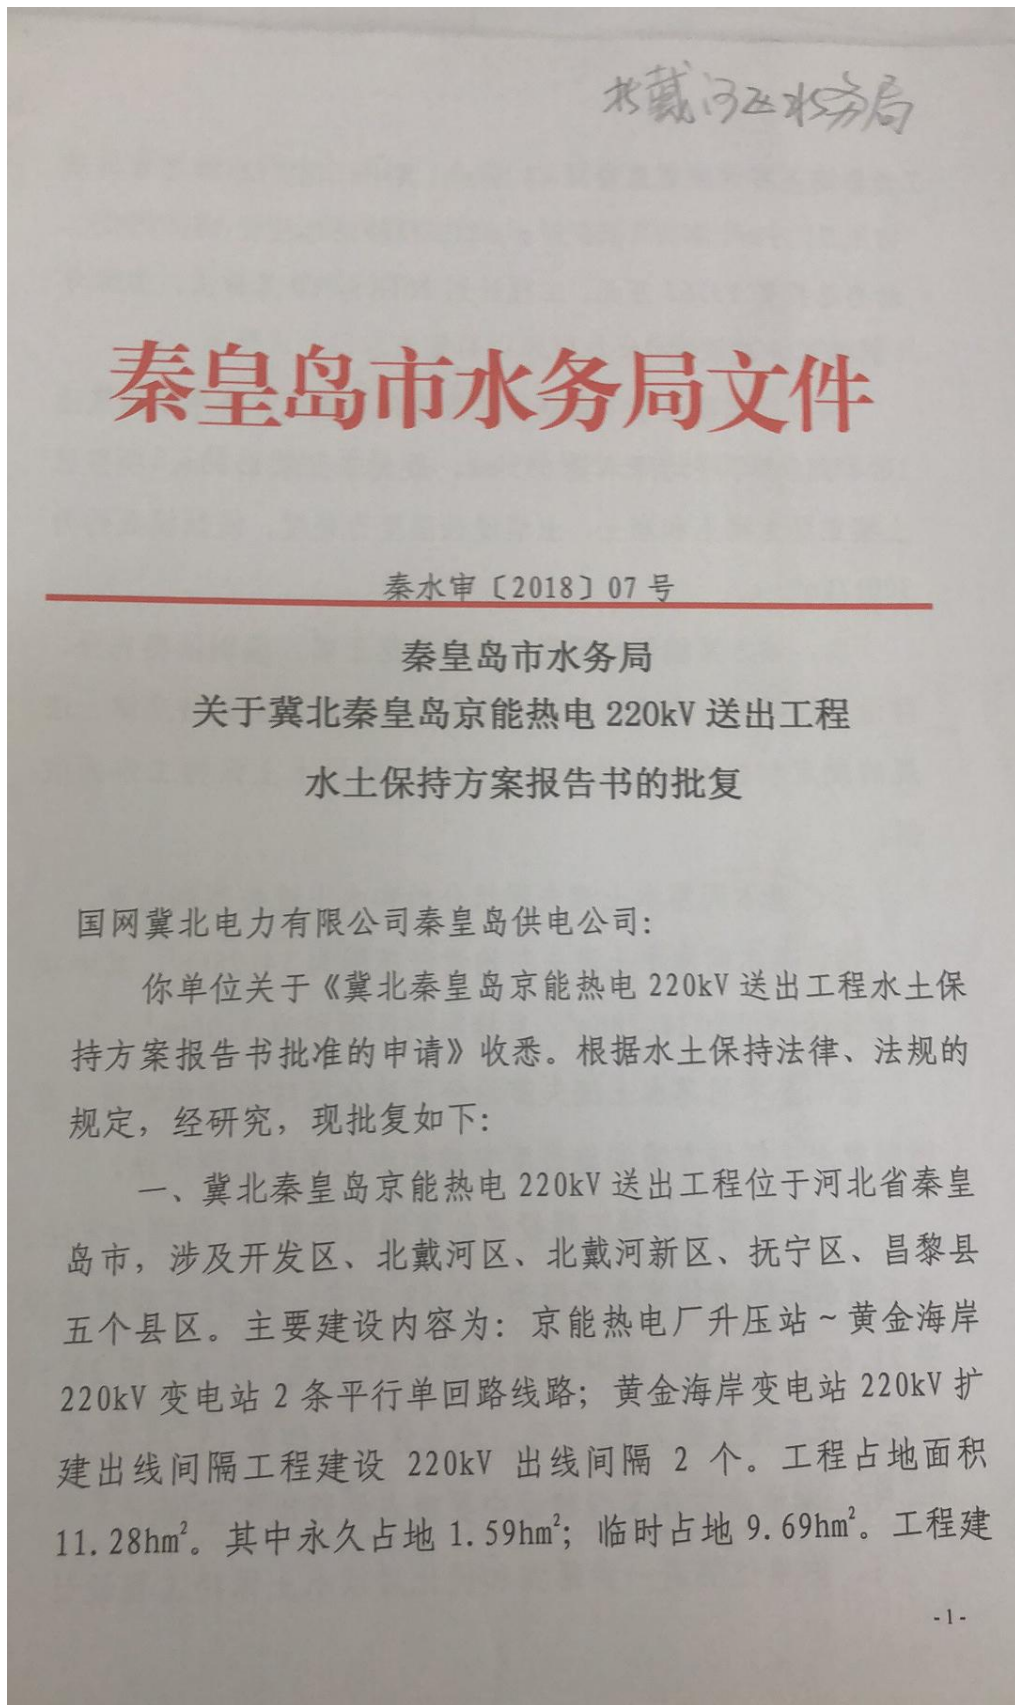 北戴河区水务局
秦皇岛市水务局文件
秦水审〔2018〕07号
秦皇岛市水务局
关于冀北秦皇岛京能热电220kV送出工程
水土保持方案报告书的批复
国网冀北电力有限公司秦皇岛供电公司：
你单位关于《冀北秦皇岛京能热电220kV送出工程水土保
持方案报告书批准的申请》收悉。根据水土保持法律、法规的
规定，经研究，现批复如下：
一、冀北秦皇岛京能热电220kV送出工程位于河北省秦皇
岛市，涉及开发区、北戴河区、北戴河新区、抚宁区、昌黎县
五个县区。主要建设内容为：京能热电厂升压站～黄金海岸
220kV变电站2条平行单回路线路；黄金海岸变电站220kV扩
建出线间隔工程建设 220kV 出线间隔 2 个。工程占地面积
11.28hm²。其中永久占地1.59hm²；临时占地9.69hm²。工程建
-1-